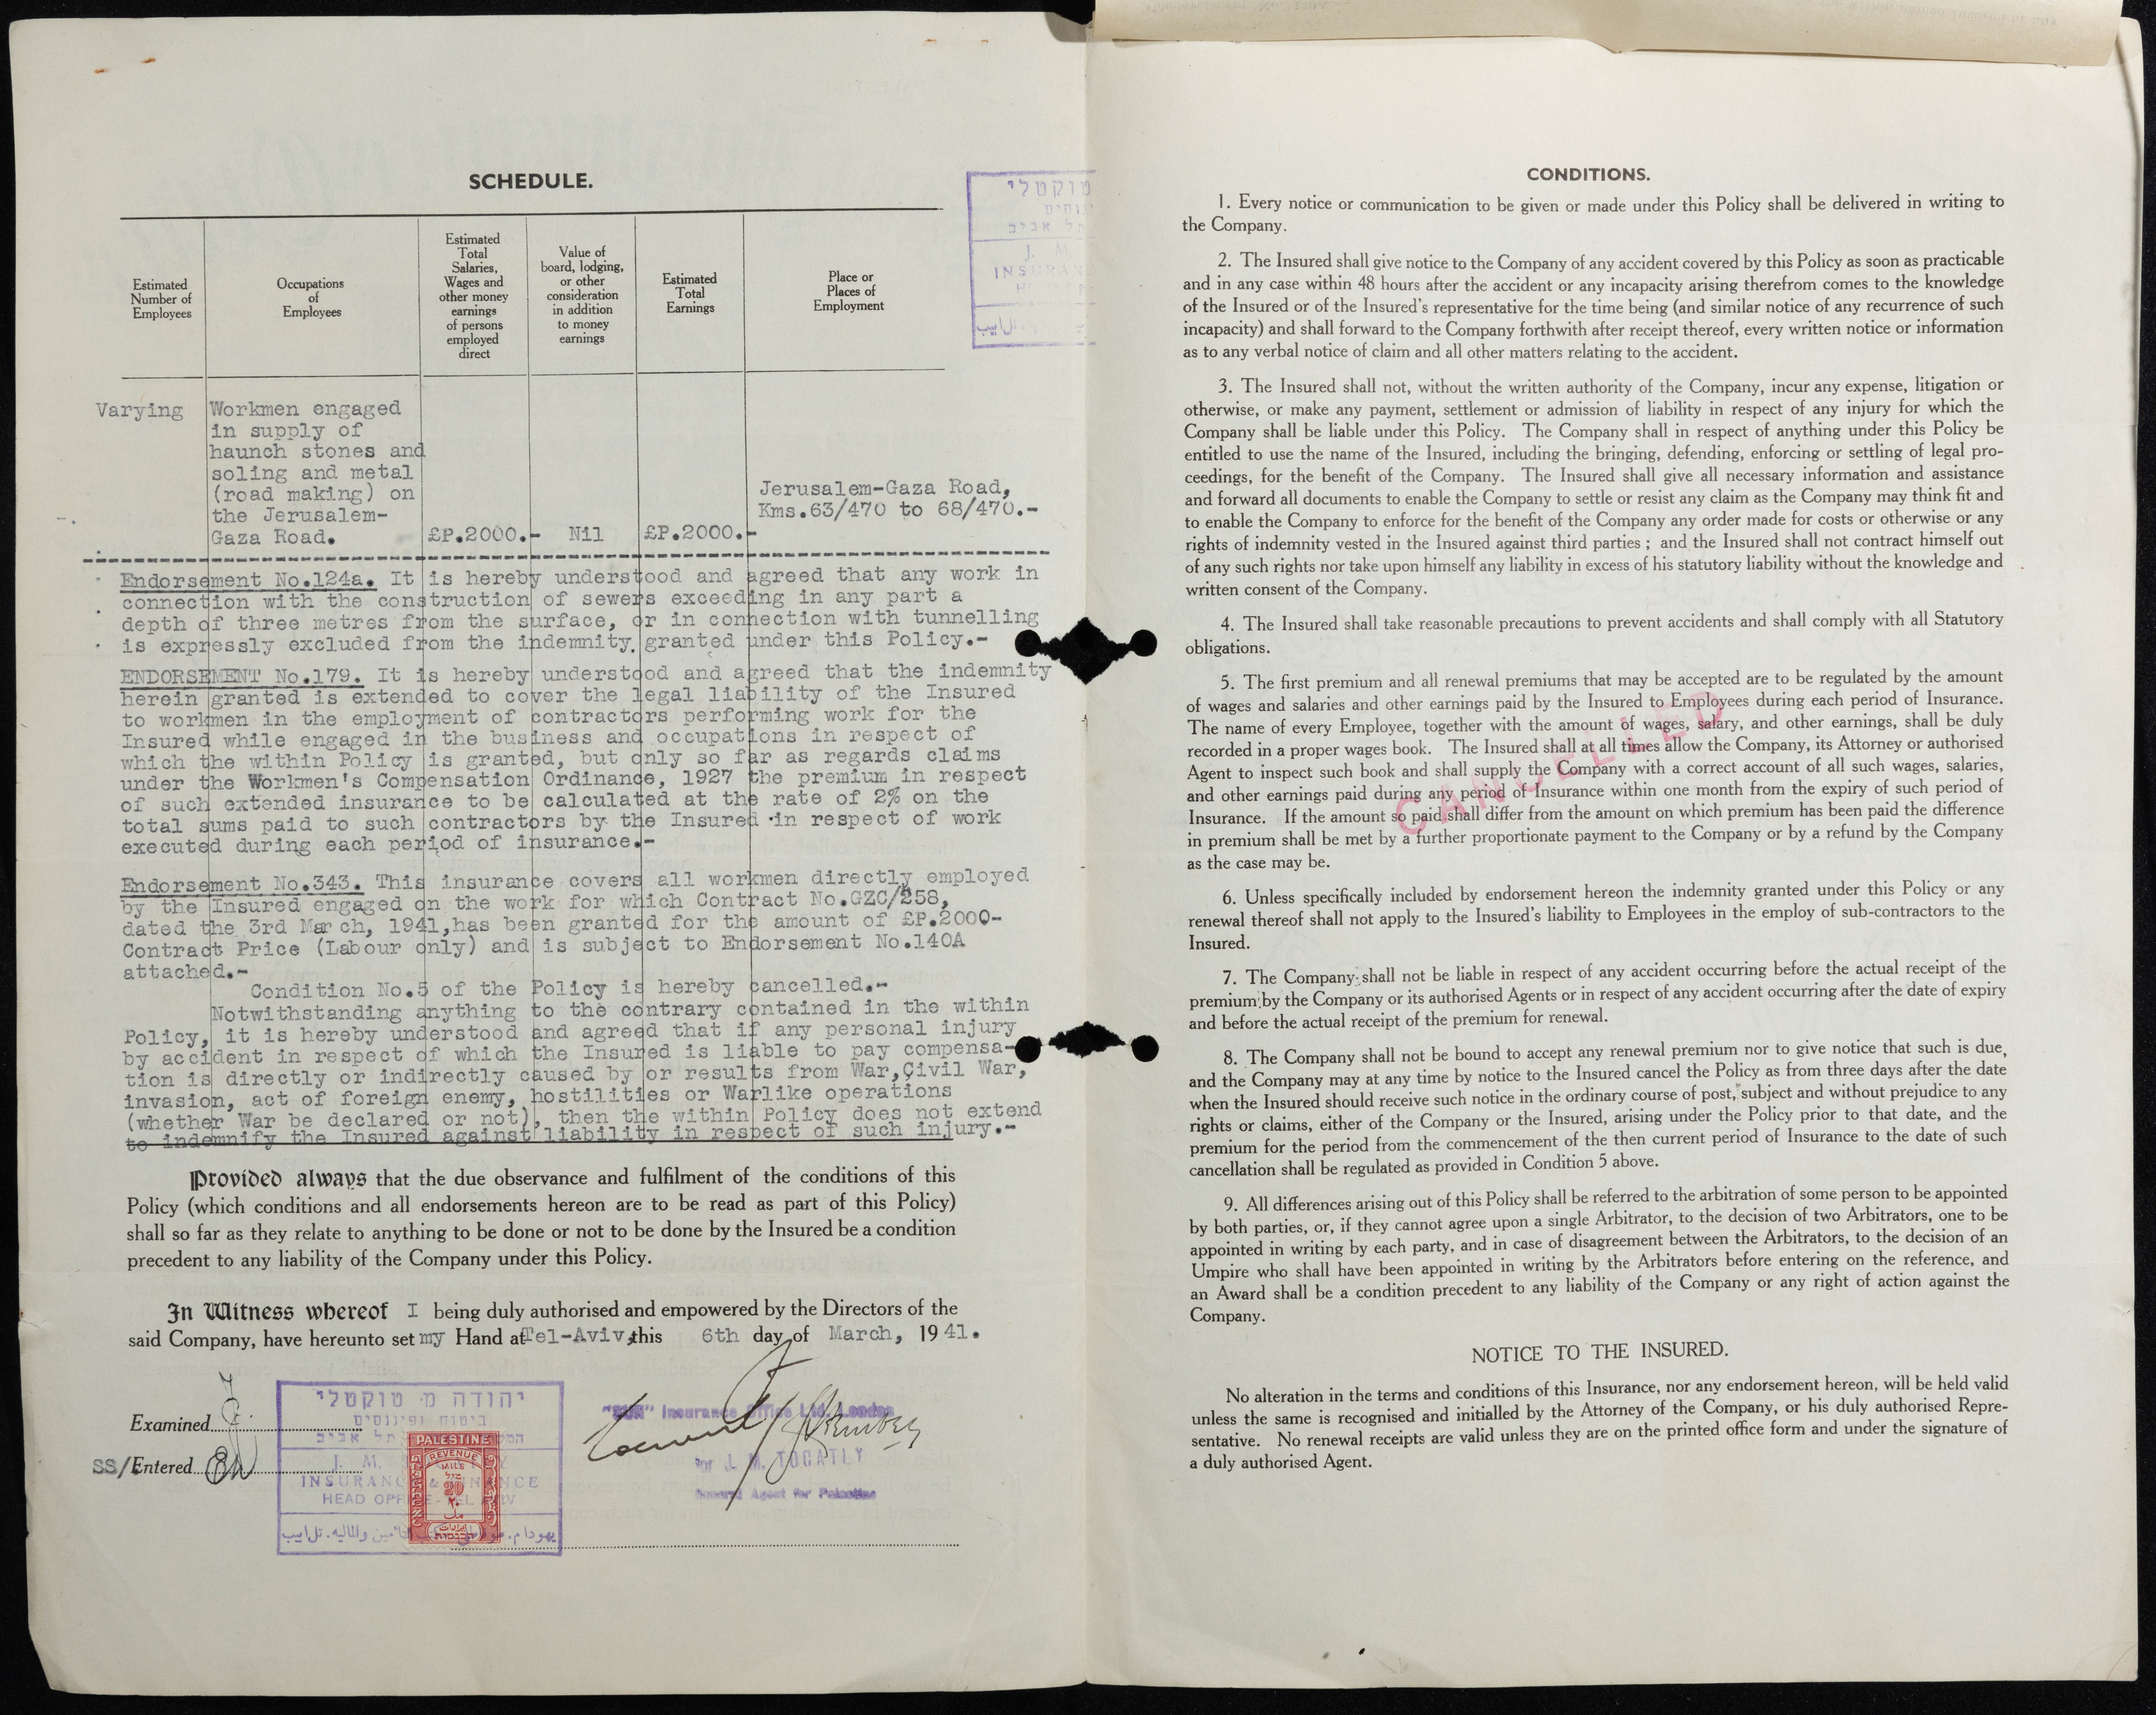 SCHEDULE.
Estimated
Number of
Employees
Occupations
of
Employees
Estimated
Total
Salaries,
Wages and
other money
earnings
of persons
employed
direct
Value of
board, lodging,
or other
consideration
in addition
to money
earnings
Estimated
Total
Earnings
Place or
Places of
Employment
טוקטלי
תל אביב
J. M.
INSURAN
Varying
Workmen engaged
in supply of
haunch stones and
soling and metal
(road making) on
the Jerusalem-
Gaza Road.
£P.2000.-
Nil
£P.2000.-
Jerusalem-Gaza Road,
Kms.63/470 to 68/470.-
Endorsement No.124a. It is hereby understood and agreed that any work in
connection with the construction of sewers exceeding in any part a
depth of three metres from the surface, or in connection with tunnelling
is expressly excluded from the indemnity granted under this Policy.-
ENDORSEMENT No.179. It is hereby understood and agreed that the indemnity
herein granted is extended to cover the legal liability of the Insured
to workmen in the employment of contractors performing work for the
Insured while engaged in the business and occupations in respect of
which the within Policy is granted, but only so far as regards claims
under the Workmen's Compensation Ordinance, 1927 the premium in respect
of such extended insurance to be calculated at the rate of 2% on the
total sums paid to such contractors by the Insured in respect of work
executed during each period of insurance.-
Endorsement No.343. This insurance covers all workmen directly employed
by the Insured engaged on the work for which Contract No.GZC/258,
dated the 3rd March, 1941,has been granted for the amount of £P.2000-
Contract Price (Labour only) and is subject to Endorsement No.140A
attached.-
Condition No.5 of the Policy is hereby cancelled.-
Notwithstanding anything to the contrary contained in the within
Policy, it is hereby understood and agreed that if any personal injury
by accident in respect of which the Insured is liable to pay compensa-
tion is directly or indirectly caused by or results from War,Civil War,
invasion, act of foreign enemy, hostilities or Warlike operations
(whether War be declared or not), then the within Policy does not extend
to indemnify the Insured against liability in respect of such injury.-
Provided always that the due observance and fulfilment of the conditions of this
Policy (which conditions and all endorsements hereon are to be read as part of this Policy)
shall so far as they relate to anything to be done or not to be done by the Insured be a condition
precedent to any liability of the Company under this Policy.
In Witness whereof I being duly authorised and empowered by the Directors of the
said Company, have hereunto set my Hand at Tel-Aviv, this 6th day of March, 1941.
Examined
SS/Entered
יהודה מ. טוקטלי
ביטוח ופיננסים
תל אביב
J. M.
INSURANCE & FINANCE
HEAD OFFICE - TEL AVIV
PALESTINE
REVENUE
MILS
מיל
20
٢٠
مل
"SUN" Insurance Office Ltd. London
for J. M. TOCATLY
General Agent for Palestine
CONDITIONS.
1. Every notice or communication to be given or made under this Policy shall be delivered in writing to
the Company.
2. The Insured shall give notice to the Company of any accident covered by this Policy as soon as practicable
and in any case within 48 hours after the accident or any incapacity arising therefrom comes to the knowledge
of the Insured or of the Insured's representative for the time being (and similar notice of any recurrence of such
incapacity) and shall forward to the Company forthwith after receipt thereof, every written notice or information
as to any verbal notice of claim and all other matters relating to the accident.
3. The Insured shall not, without the written authority of the Company, incur any expense, litigation or
otherwise, or make any payment, settlement or admission of liability in respect of any injury for which the
Company shall be liable under this Policy. The Company shall in respect of anything under this Policy be
entitled to use the name of the Insured, including the bringing, defending, enforcing or settling of legal pro-
ceedings, for the benefit of the Company. The Insured shall give all necessary information and assistance
and forward all documents to enable the Company to settle or resist any claim as the Company may think fit and
to enable the Company to enforce for the benefit of the Company any order made for costs or otherwise or any
rights of indemnity vested in the Insured against third parties ; and the Insured shall not contract himself out
of any such rights nor take upon himself any liability in excess of his statutory liability without the knowledge and
written consent of the Company.
4. The Insured shall take reasonable precautions to prevent accidents and shall comply with all Statutory
obligations.
5. The first premium and all renewal premiums that may be accepted are to be regulated by the amount
of wages and salaries and other earnings paid by the Insured to Employees during each period of Insurance.
The name of every Employee, together with the amount of wages, salary, and other earnings, shall be duly
recorded in a proper wages book. The Insured shall at all times allow the Company, its Attorney or authorised
Agent to inspect such book and shall supply the Company with a correct account of all such wages, salaries,
and other earnings paid during any period of Insurance within one month from the expiry of such period of
Insurance. If the amount so paid shall differ from the amount on which premium has been paid the difference
in premium shall be met by a further proportionate payment to the Company or by a refund by the Company
as the case may be.
CANCELLED
6. Unless specifically included by endorsement hereon the indemnity granted under this Policy or any
renewal thereof shall not apply to the Insured's liability to Employees in the employ of sub-contractors to the
Insured.
7. The Company shall not be liable in respect of any accident occurring before the actual receipt of the
premium by the Company or its authorised Agents or in respect of any accident occurring after the date of expiry
and before the actual receipt of the premium for renewal.
8. The Company shall not be bound to accept any renewal premium nor to give notice that such is due,
and the Company may at any time by notice to the Insured cancel the Policy as from three days after the date
when the Insured should receive such notice in the ordinary course of post, subject and without prejudice to any
rights or claims, either of the Company or the Insured, arising under the Policy prior to that date, and the
premium for the period from the commencement of the then current period of Insurance to the date of such
cancellation shall be regulated as provided in Condition 5 above.
9. All differences arising out of this Policy shall be referred to the arbitration of some person to be appointed
by both parties, or, if they cannot agree upon a single Arbitrator, to the decision of two Arbitrators, one to be
appointed in writing by each party, and in case of disagreement between the Arbitrators, to the decision of an
Umpire who shall have been appointed in writing by the Arbitrators before entering on the reference, and
an Award shall be a condition precedent to any liability of the Company or any right of action against the
Company.
NOTICE TO THE INSURED.
No alteration in the terms and conditions of this Insurance, nor any endorsement hereon, will be held valid
unless the same is recognised and initialled by the Attorney of the Company, or his duly authorised Repre-
sentative. No renewal receipts are valid unless they are on the printed office form and under the signature of
a duly authorised Agent.